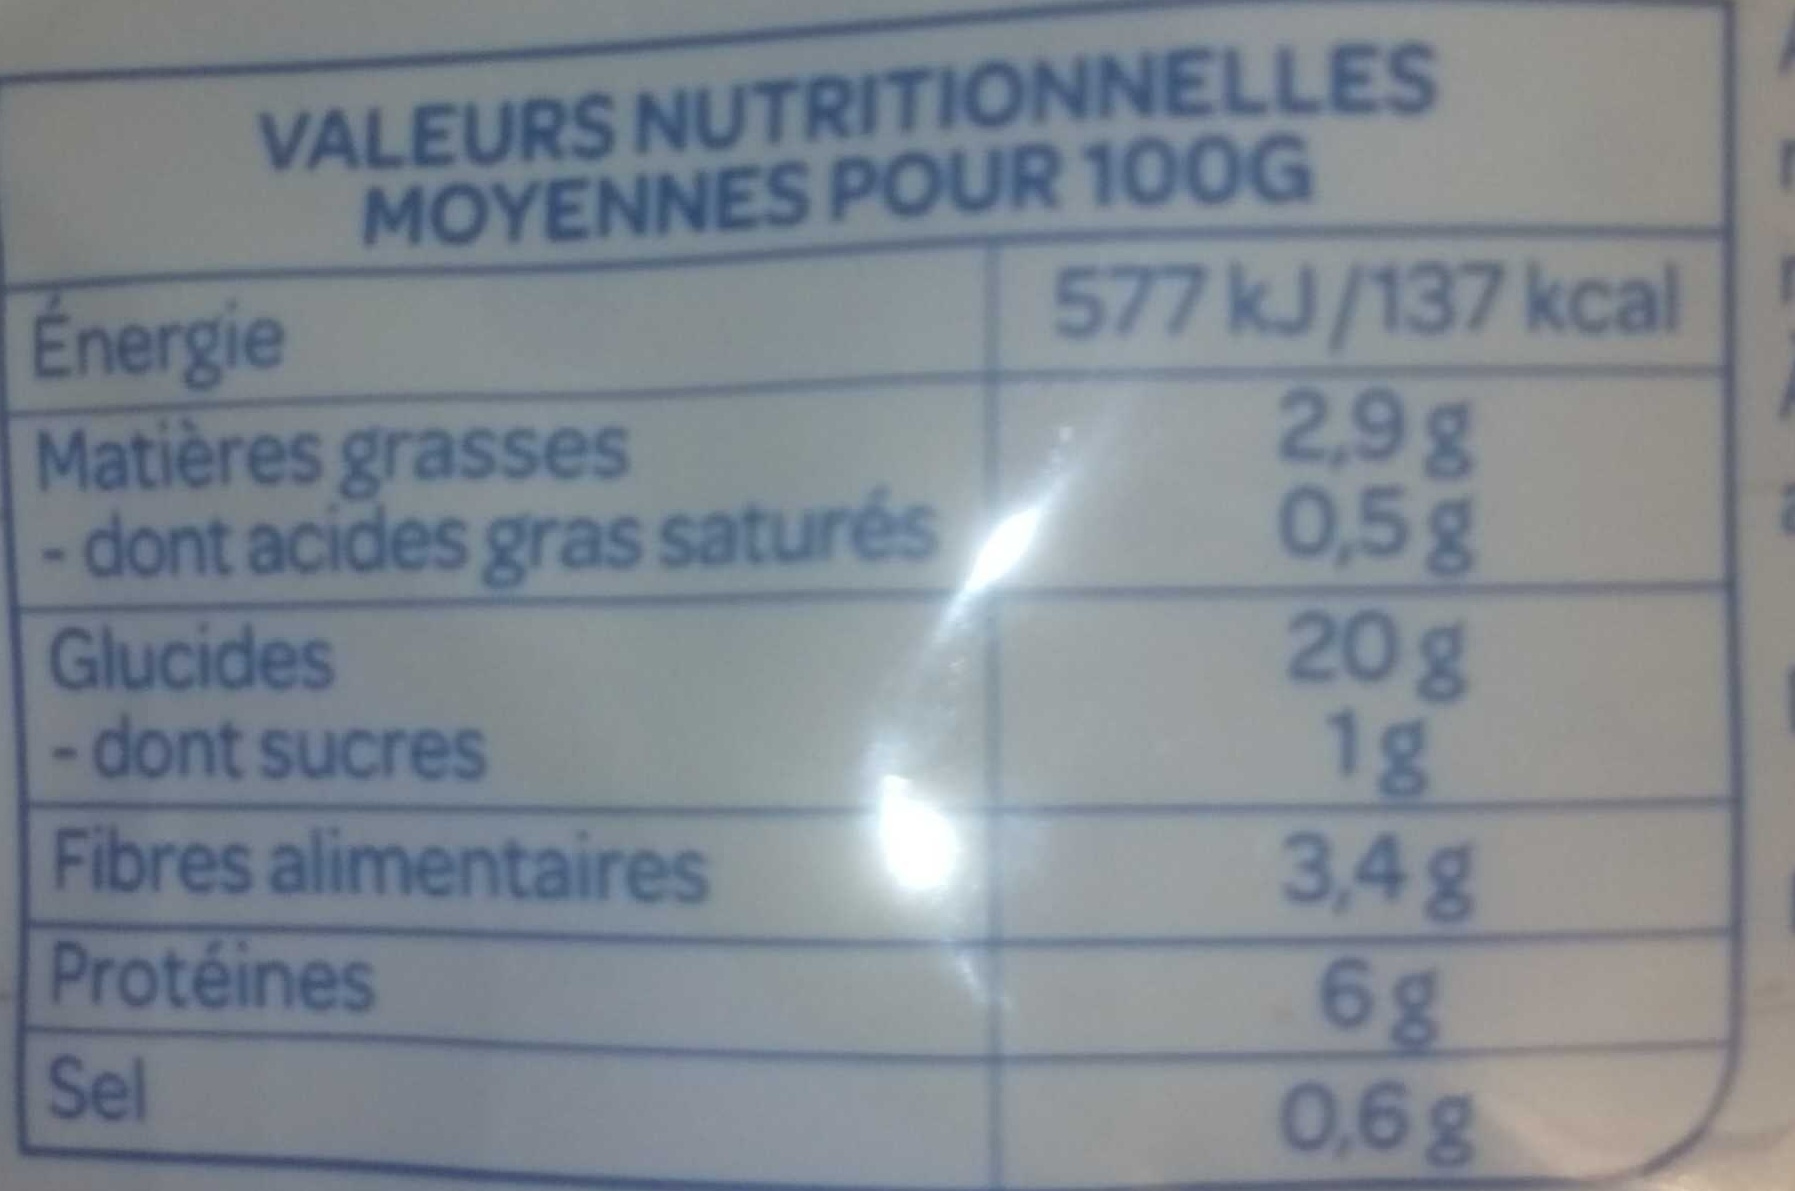 VALEURS NUTRITIONNELLES
MOYENNES POUR 100G
Énergie 577 kJ/137 kcal
Matières grasses 2,9 g
- dont acides gras saturés 0,5 g
Glucides 20 g
- dont sucres 1 g
Fibres alimentaires 3,4 g
Protéines 6 g
Sel 0,6 g